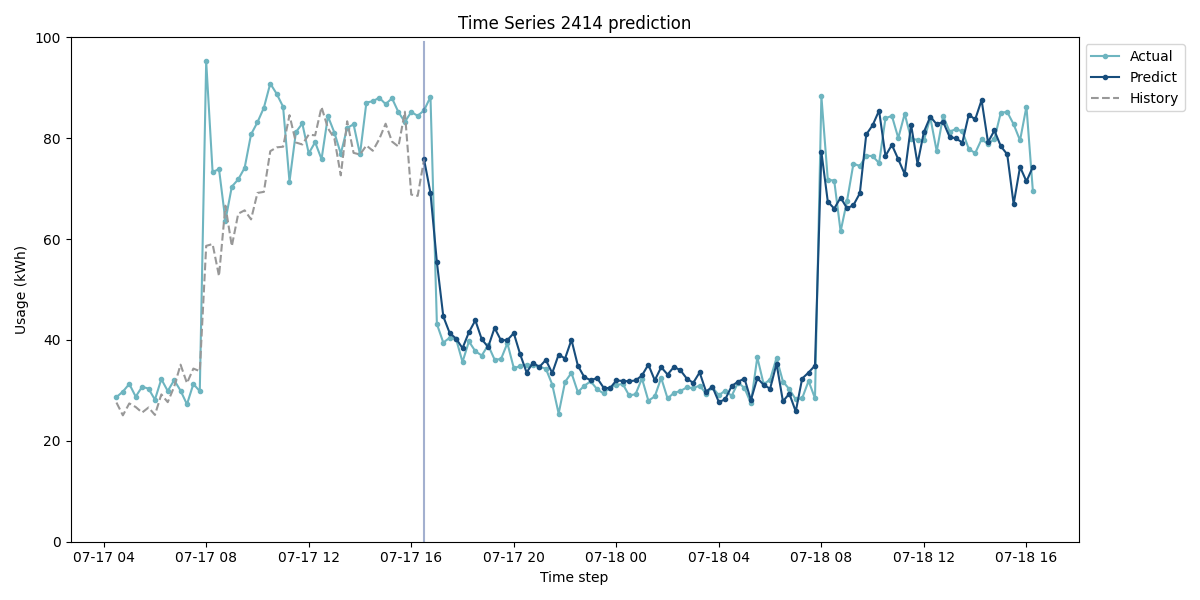 Time Series 2414 prediction
100
80
60
40
20
0
Usage (kWh)
07-17 04
07-17 08
07-17 12
07-17 16
07-17 20
07-18 00
07-18 04
07-18 08
07-18 12
07-18 16
Time step
Actual
Predict
History